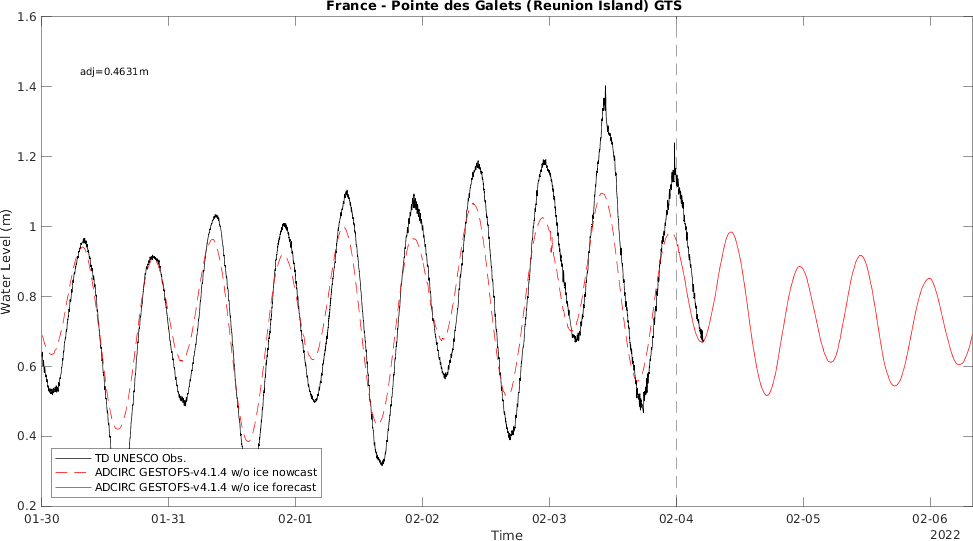 France - Pointe des Galets (Reunion Island) GTS
1.6
1.4
1.2
1
0.8
0.6
0.4
0.2
Water Level (m)
adj=0.4631m
TD UNESCO Obs.
ADCIRC GESTOFS-v4.1.4 w/o ice nowcast
ADCIRC GESTOFS-v4.1.4 w/o ice forecast
01-30 01-31 02-01 02-02 02-03 02-04 02-05 02-06
Time
2022